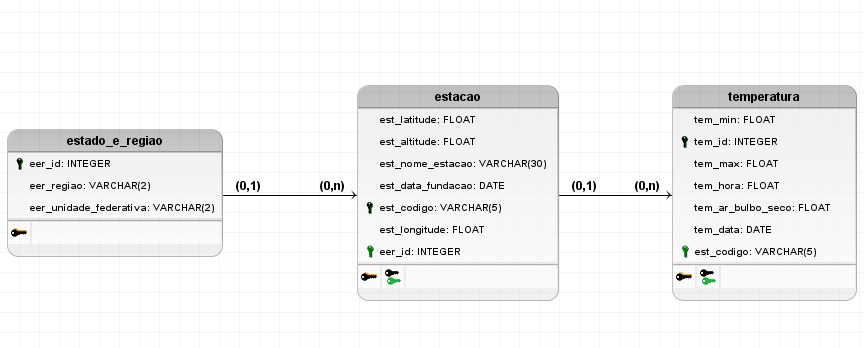 estado_e_regiao
eer_id: INTEGER
eer_regiao: VARCHAR(2)
eer_unidade_federativa: VARCHAR(2)
(0,1)
(0,n)
estacao
est_latitude: FLOAT
est_altitude: FLOAT
est_nome_estacao: VARCHAR(30)
est_data_fundacao: DATE
est_codigo: VARCHAR(5)
est_longitude: FLOAT
eer_id: INTEGER
(0,1)
(0,n)
temperatura
tem_min: FLOAT
tem_id: INTEGER
tem_max: FLOAT
tem_hora: FLOAT
tem_ar_bulbo_seco: FLOAT
tem_data: DATE
est_codigo: VARCHAR(5)